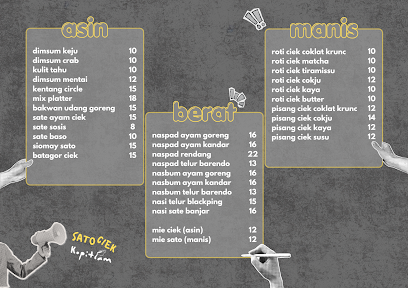 asin
dimsum keju 10
dimsum crab 10
kulit tahu 10
dimsum mentai 12
kentang circle 15
mix platter 18
bakwan udang goreng 15
sate ayam ciek 15
sate sosis 8
sate baso 10
siomay sato 15
batagor ciek 15
berat
naspad ayam goreng 16
naspad ayam kandar 16
naspad rendang 22
naspad telur barendo 13
nasbum ayam goreng 16
nasbum ayam kandar 16
nasbum telur barendo 13
nasi telur blackping 15
nasi sate banjar 16
mie ciek (asin) 12
mie sato (manis) 12
manis
roti ciek coklat krunc 10
roti ciek matcha 10
roti ciek tiramissu 10
roti ciek cokju 12
roti ciek kaya 10
roti ciek butter 10
pisang ciek coklat krunc 12
pisang ciek cokju 14
pisang ciek kaya 12
pisang ciek susu 12
SATO CIEK
Kopitiam